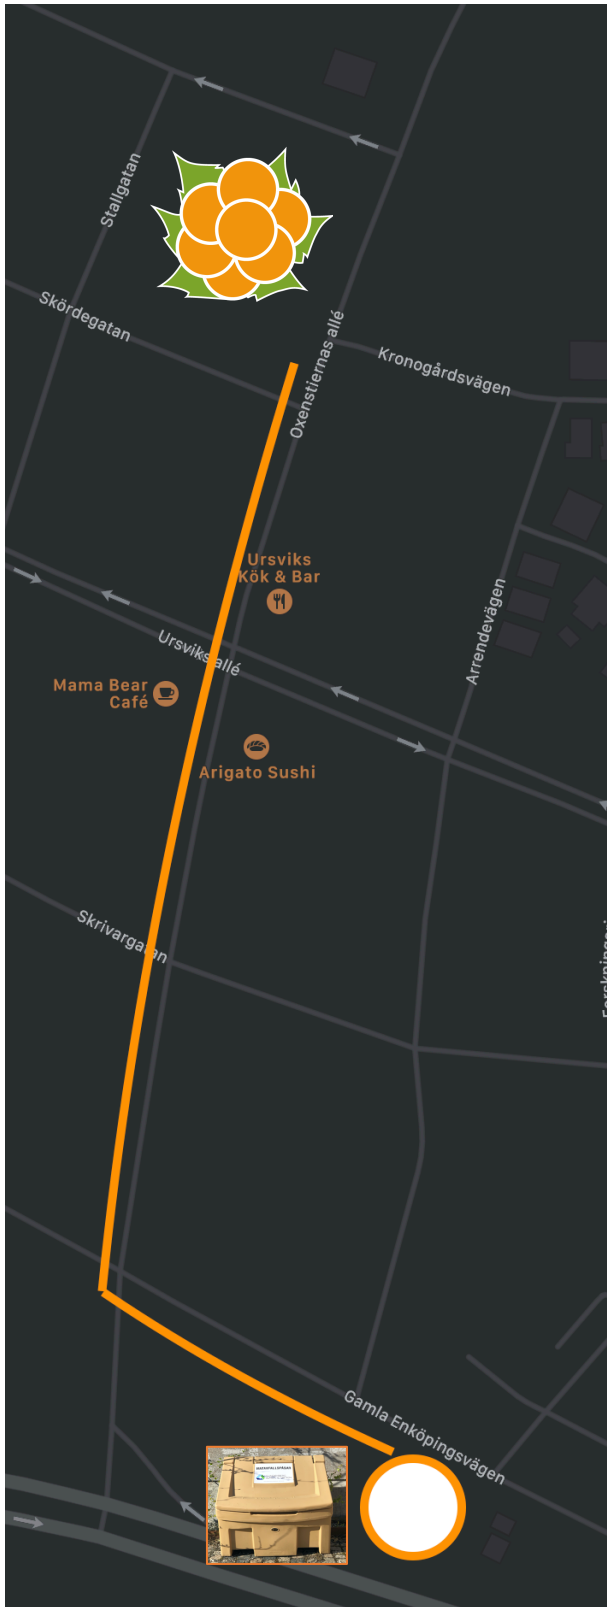 Stallgatan
Skördegatan
Oxenstiernas allé
Kronogårdsvägen
Ursviks
Kök & Bar
Arrendevägen
Ursviks allé
Mama Bear
Café
Arigato Sushi
Skrivargatan
Gamla Enköpingsvägen